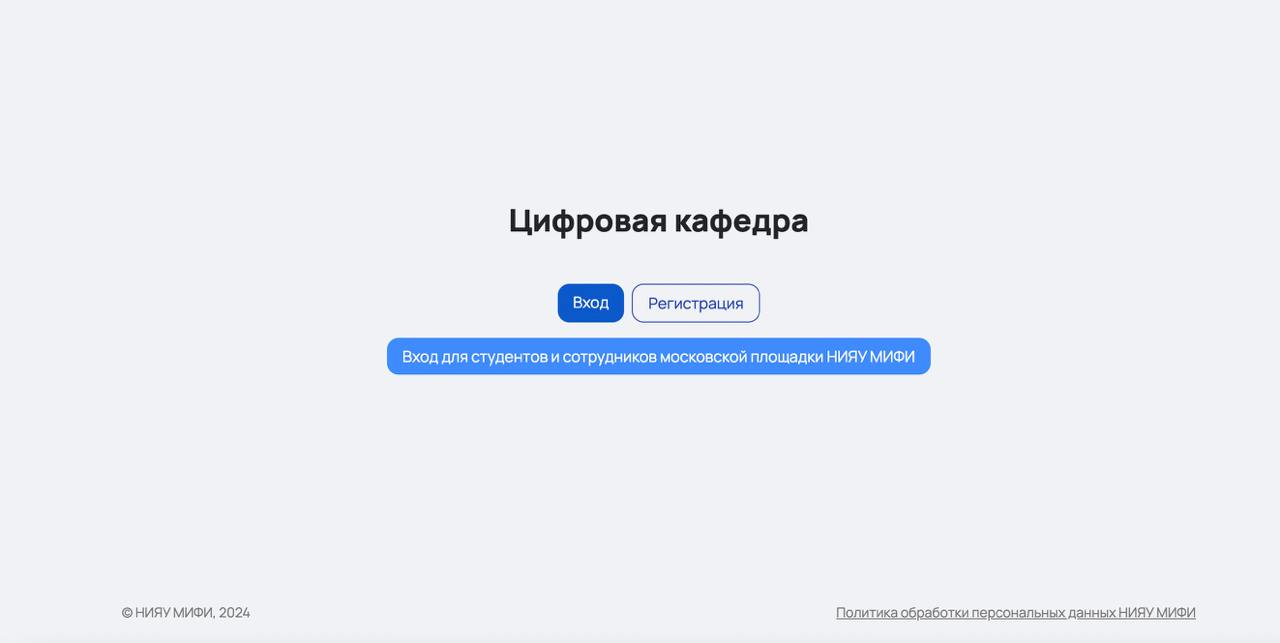 Цифровая кафедра
Вход
Регистрация
Вход для студентов и сотрудников московской площадки НИЯУ МИФИ
© НИЯУ МИФИ, 2024
Политика обработки персональных данных НИЯУ МИФИ